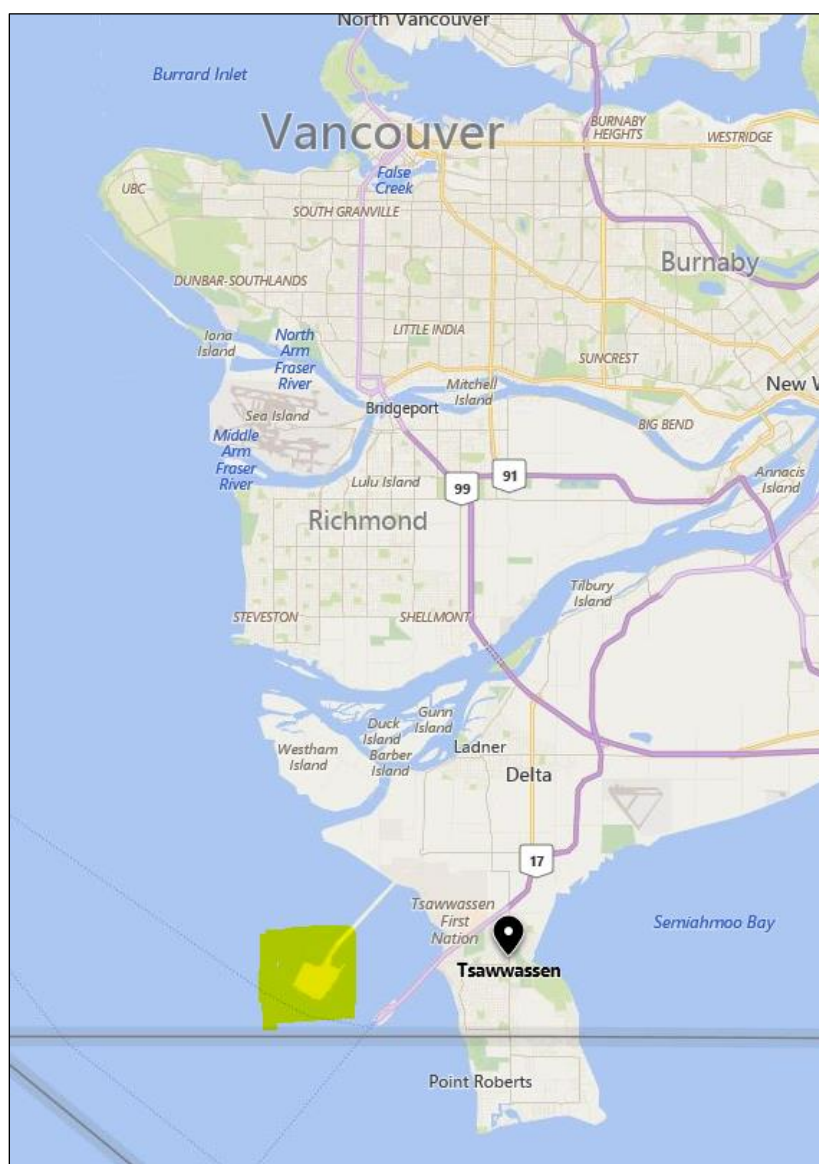 North Vancouver
Burrard Inlet
Vancouver
BURNABY
HEIGHTS
WESTRIDGE
False
Creek
UBC
SOUTH GRANVILLE
Burnaby
DUNBAR-SOUTHLANDS
LITTLE INDIA
Iona
Island
North
Arm
Fraser
River
SUNCREST
Mitchell
Island
New W
Bridgeport
Sea Island
BIG BEND
Middle
Arm
Fraser
River
Lulu Island
99
91
Annacis
Island
Richmond
Tilbury
Island
STEVESTON
SHELLMONT
Duck
Island
Gunn
Island
Barber
Island
Westham
Island
Ladner
Delta
17
Tsawwassen
First
Nation
Semiahmoo Bay
Tsawwassen
Point Roberts